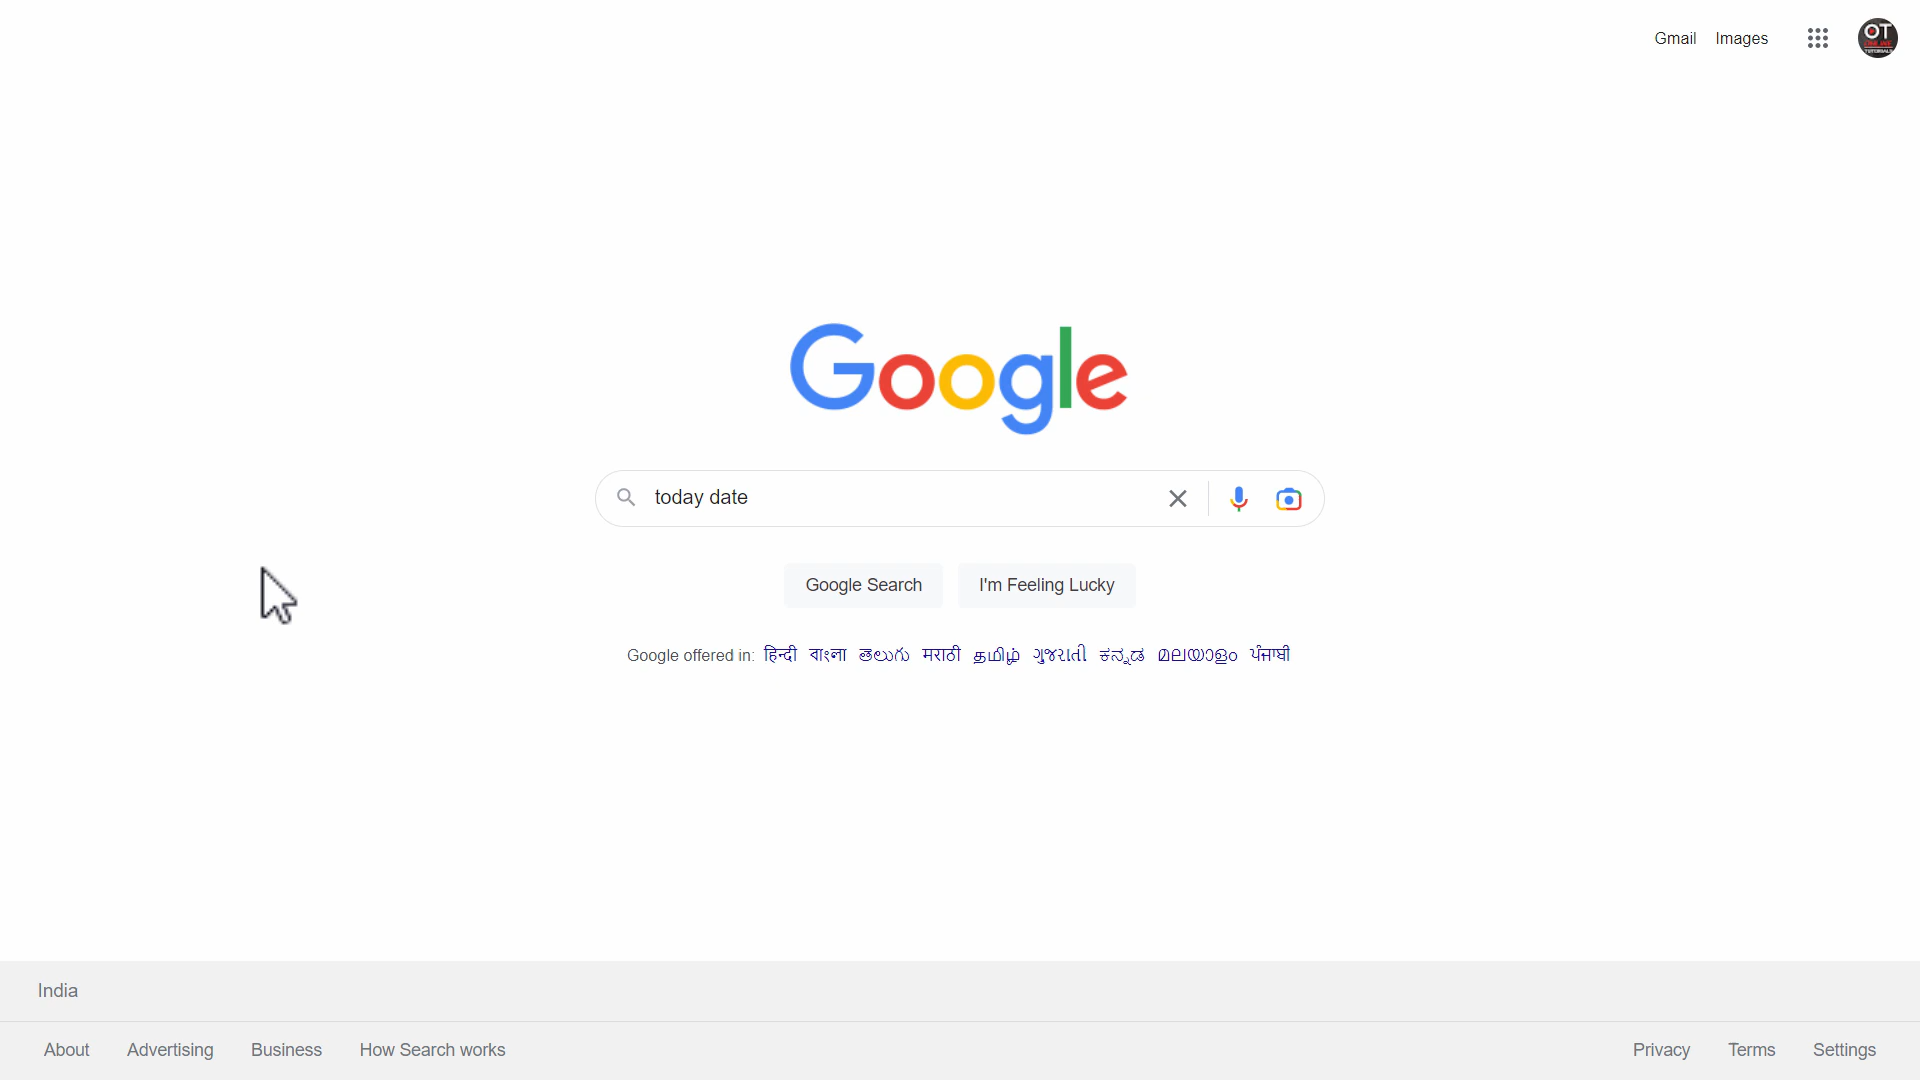 Gmail Images
OT
Google
today date
Google Search I'm Feeling Lucky
Google offered in: हिन्दी বাংলা తెలుగు मराठी தமிழ் ગુજરાતી ಕನ್ನಡ മലയാളം ਪੰਜਾਬੀ
India
About Advertising Business How Search works Privacy Terms Settings